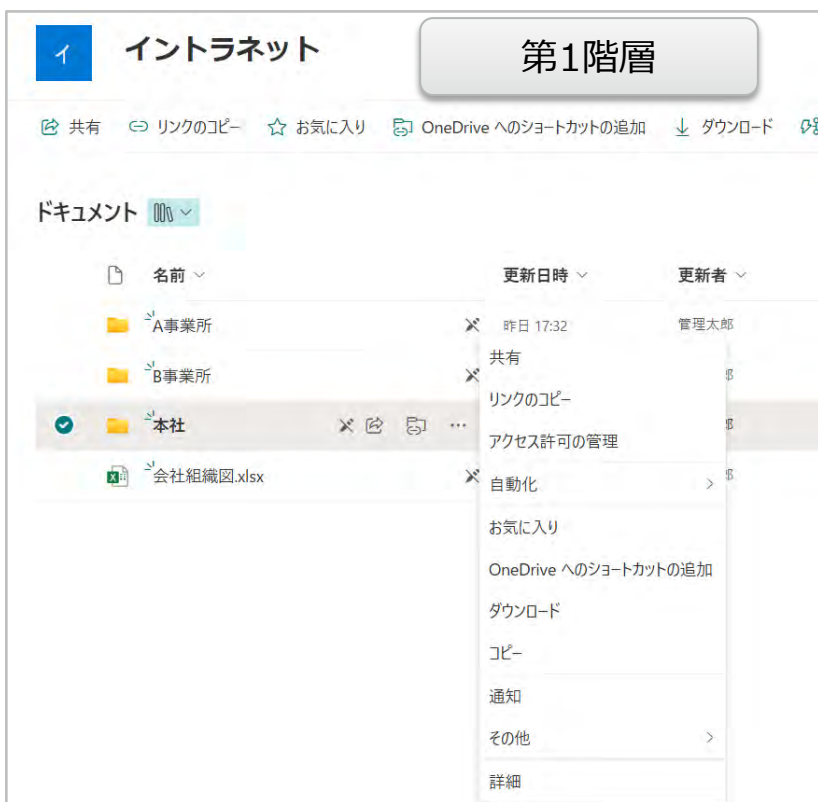 イ
イントラネット
第1階層
共有 リンクのコピー お気に入り OneDrive へのショートカットの追加 ダウンロード
ドキュメント
名前 更新日時 更新者
A事業所 昨日 17:32 管理太郎
共有
B事業所 郎
リンクのコピー
本社 ··· 郎
アクセス許可の管理
会社組織図.xlsx 郎
自動化
お気に入り
OneDrive へのショートカットの追加
ダウンロード
コピー
通知
その他
詳細